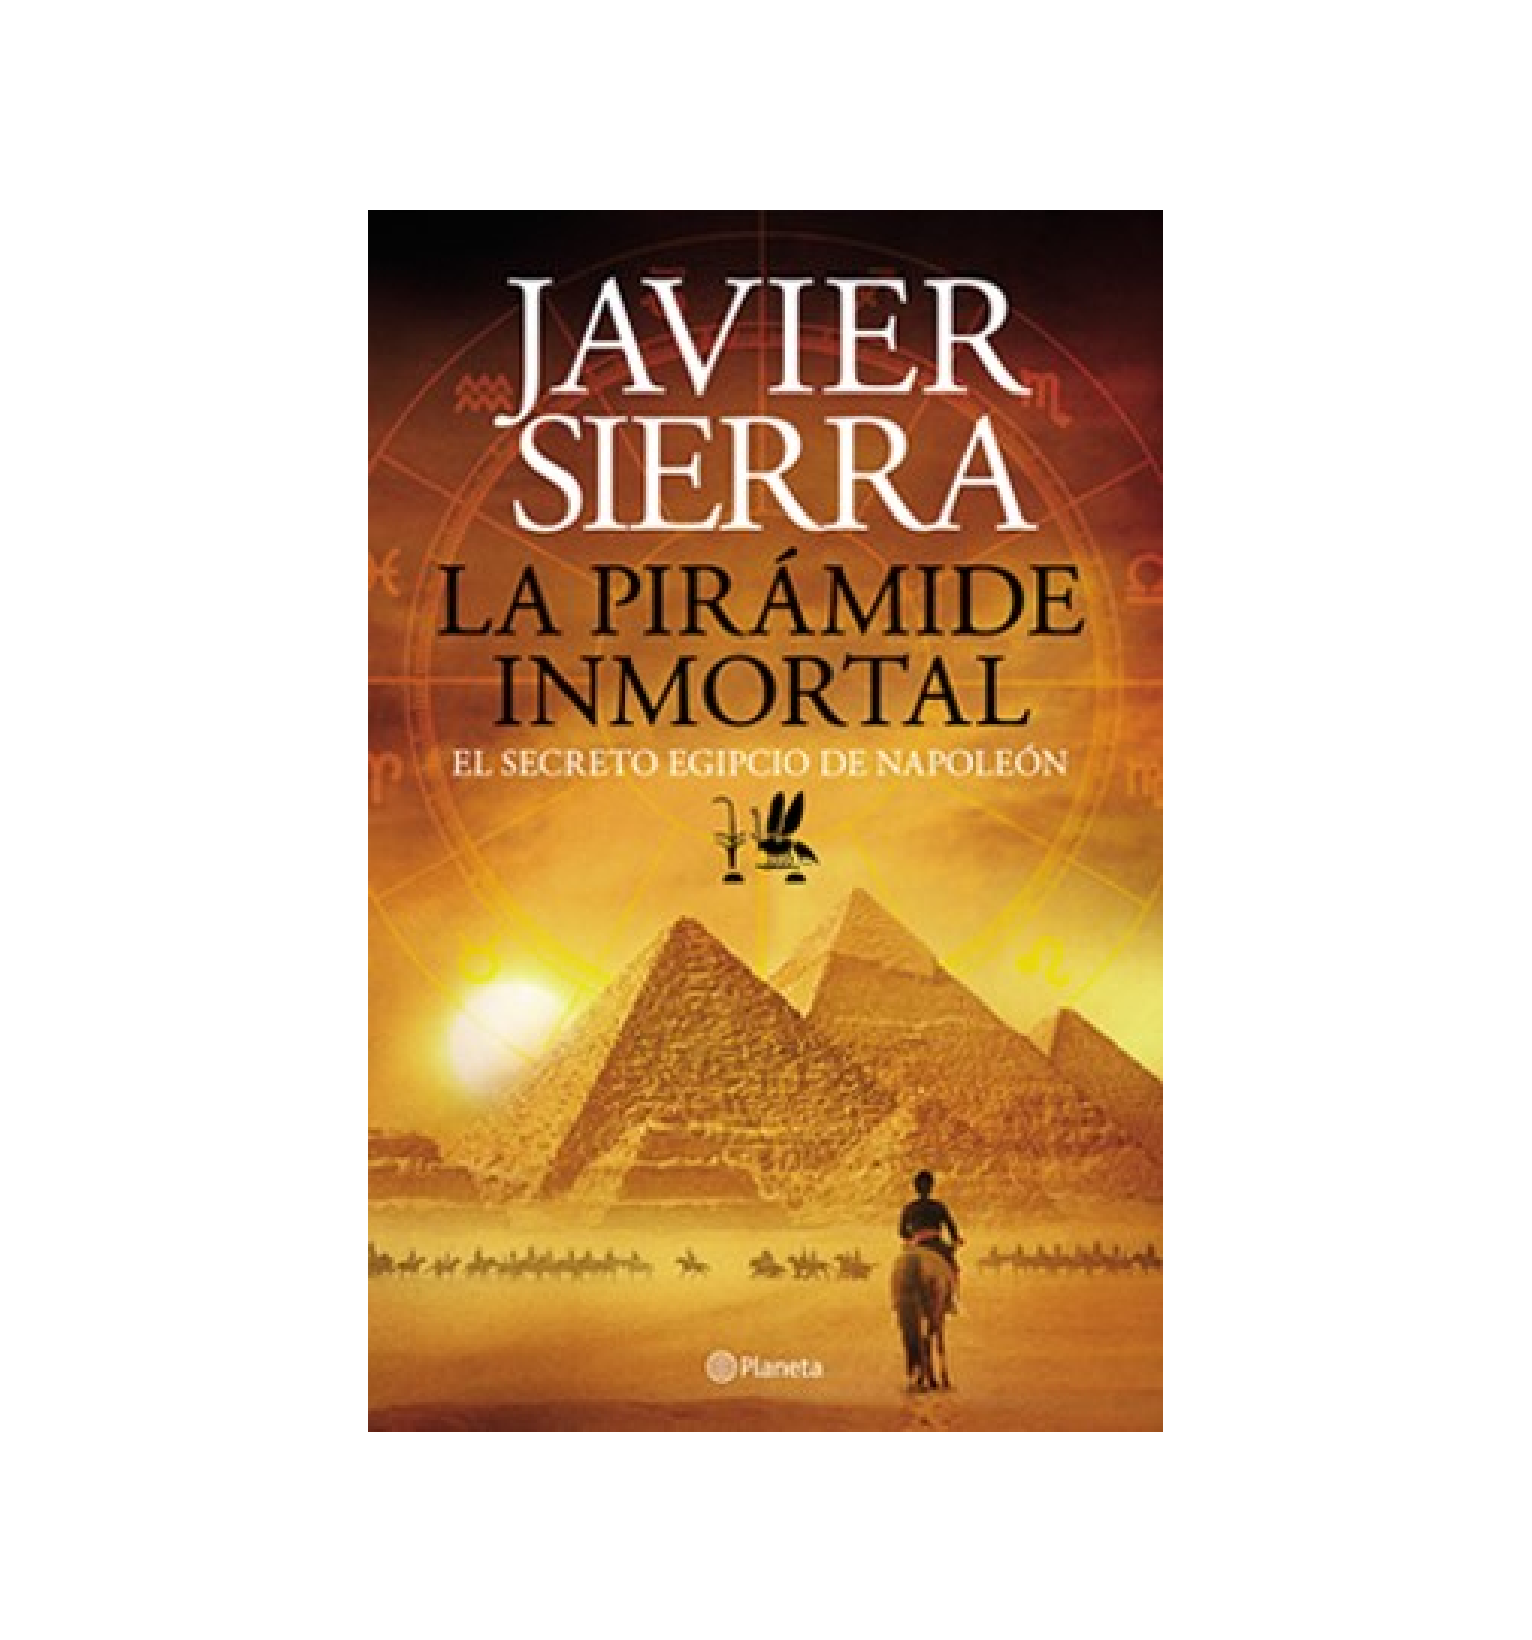 JAVIER
SIERRA
LA PIRÁMIDE
INMORTAL
EL SECRETO EGIPCIO DE NAPOLEÓN
Planeta